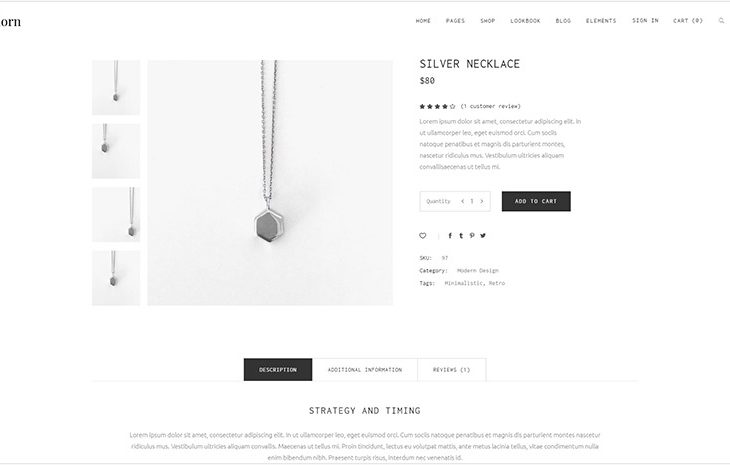 orn
HOME PAGES SHOP LOOKBOOK BLOG ELEMENTS SIGN IN CART (0)
SILVER NECKLACE
$80
(1 customer review)
Lorem ipsum dolor sit amet, consectetur adipiscing elit. In
ut ullamcorper leo, eget euismod orci. Cum sociis
natoque penatibus et magnis dis parturient montes,
nascetur ridiculus mus. Vestibulum ultricies aliquam
convallisaecenas ut tellus mi.
Quantity < 1 > ADD TO CART
SKU: 97
Category: Modern Design
Tags: Minimalistic, Retro
DESCRIPTION ADDITIONAL INFORMATION REVIEWS (1)
STRATEGY AND TIMING
Lorem ipsum dolor sit amet, consectetur adipiscing elit. In ut ullamcorper leo, eget euismod orci. Cum sociis natoque penatibus et magnis dis parturient montes, nascetur
ridiculus mus. Vestibulum ultricies aliquam convallis. Maecenas ut tellus mi. Proin tincidunt, lectus eu volutpat mattis, ante metus lacinia tellus, vitae condimentum nulla
enim bibendum nibh. Praesent turpis risus, interdum nec venenatis id.